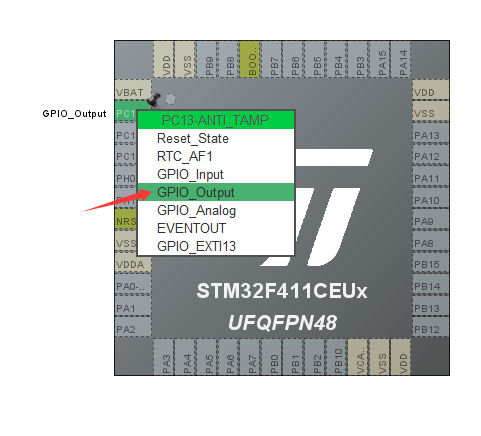 VDD
VSS
PB9
PB8
BOO..
PB7
PB6
PB5
PB4
PB3
PA15
PA14
VBAT
GPIO_Output
PC1
PC1
PC1
PH0
NRS
VSS
VDDA
PA0-..
PA1
PA2
PC13-ANTI_TAMP
Reset_State
RTC_AF1
GPIO_Input
GPIO_Output
GPIO_Analog
EVENTOUT
GPIO_EXTI13
VDD
VSS
PA13
PA12
PA11
PA10
PA9
PA8
PB15
PB14
PB13
PB12
STM32F411CEUx
UFQFPN48
PA3
PA4
PA5
PA6
PA7
PB0
PB1
PB2
PB10
VCA..
VSS
VDD